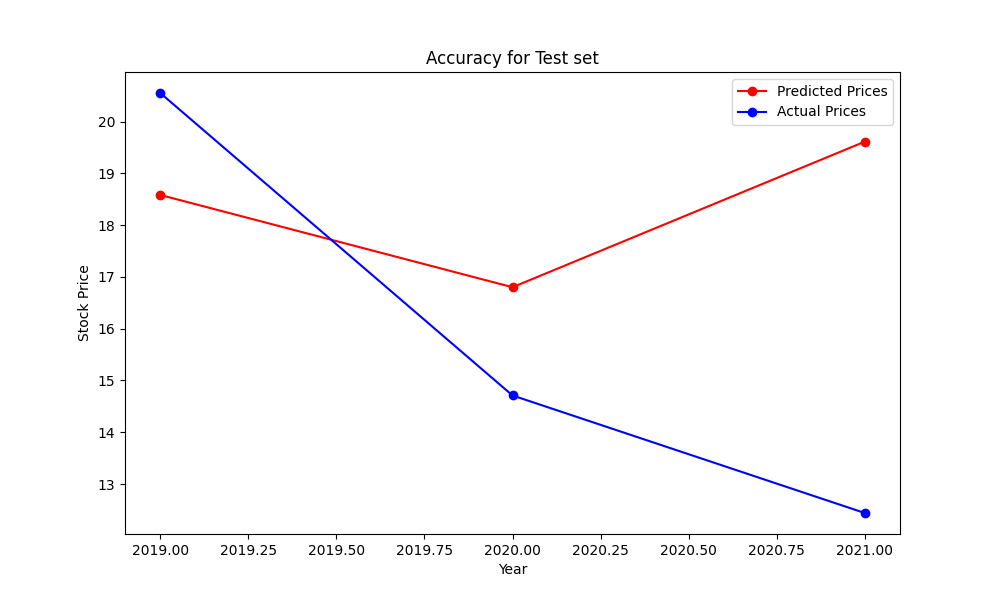 Accuracy for Test set
Predicted Prices
Actual Prices
Stock Price
20
19
18
17
16
15
14
13
2019.00 2019.25 2019.50 2019.75 2020.00 2020.25 2020.50 2020.75 2021.00
Year